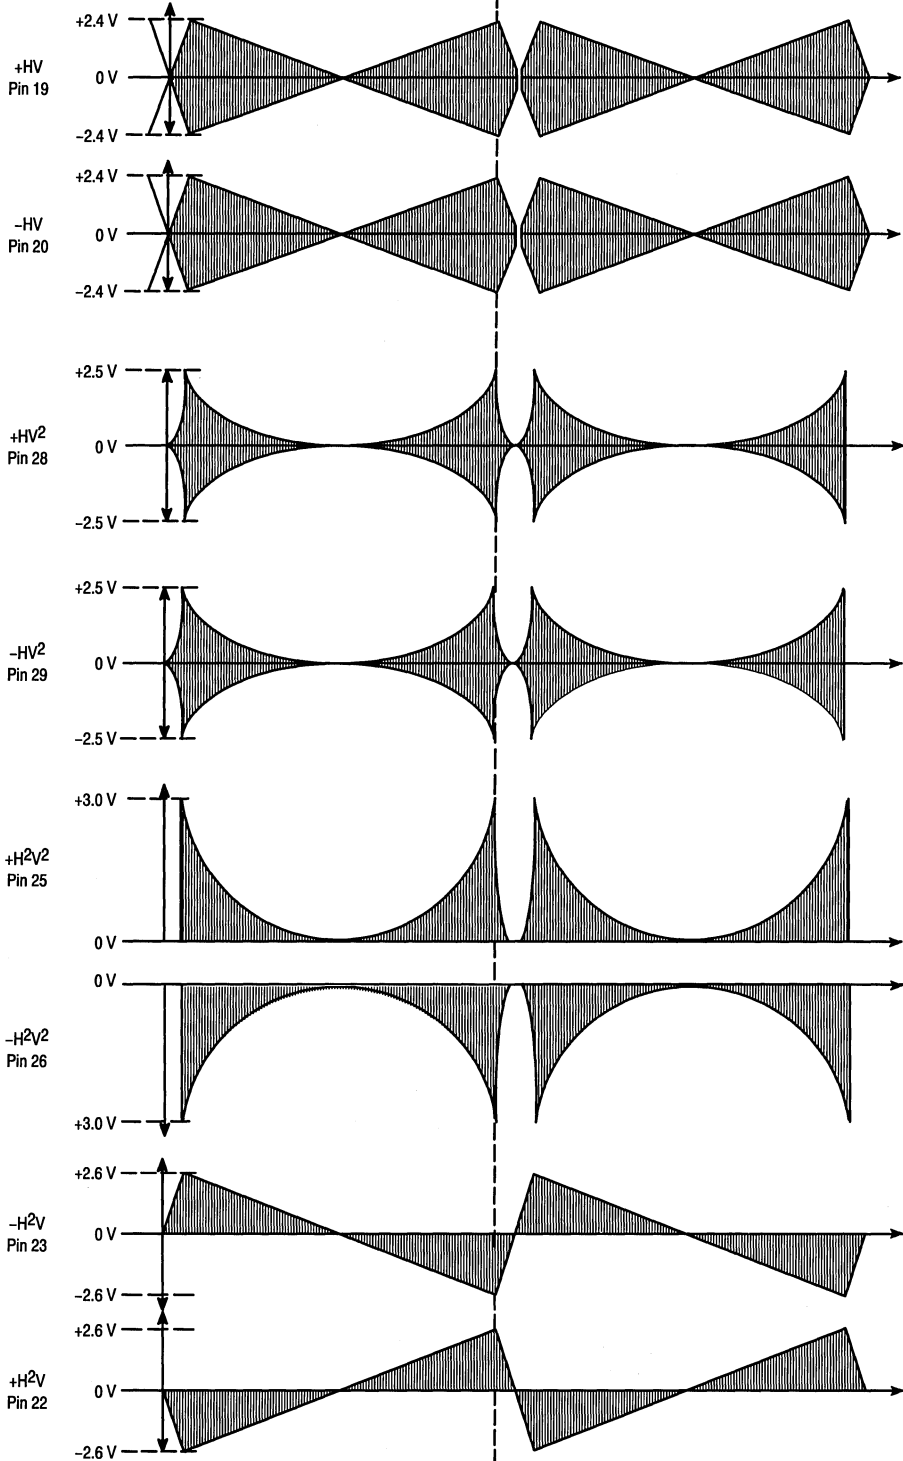 +2.4 V
+HV
Pin 19
0 V
−2.4 V
+2.4 V
−HV
Pin 20
0 V
−2.4 V
+2.5 V
+HV²
Pin 28
0 V
−2.5 V
+2.5 V
−HV²
Pin 29
0 V
−2.5 V
+3.0 V
+H²V²
Pin 25
0 V
0 V
−H²V²
Pin 26
+3.0 V
+2.6 V
−H²V
Pin 23
0 V
−2.6 V
+2.6 V
+H²V
Pin 22
0 V
−2.6 V